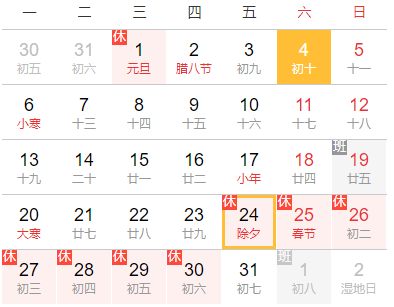 一 二 三 四 五 六 日
休
30 31 1 2 3 4 5
初五 初六 元旦 腊八节 初九 初十 十一
6 7 8 9 10 11 12
小寒 十三 十四 十五 十六 十七 十八
班
13 14 15 16 17 18 19
十九 二十 廿一 廿二 小年 廿四 廿五
休 休 休
20 21 22 23 24 25 26
大寒 廿七 廿八 廿九 除夕 春节 初二
休 休 休 休 班
27 28 29 30 31 1 2
初三 初四 初五 初六 初七 初八 湿地日